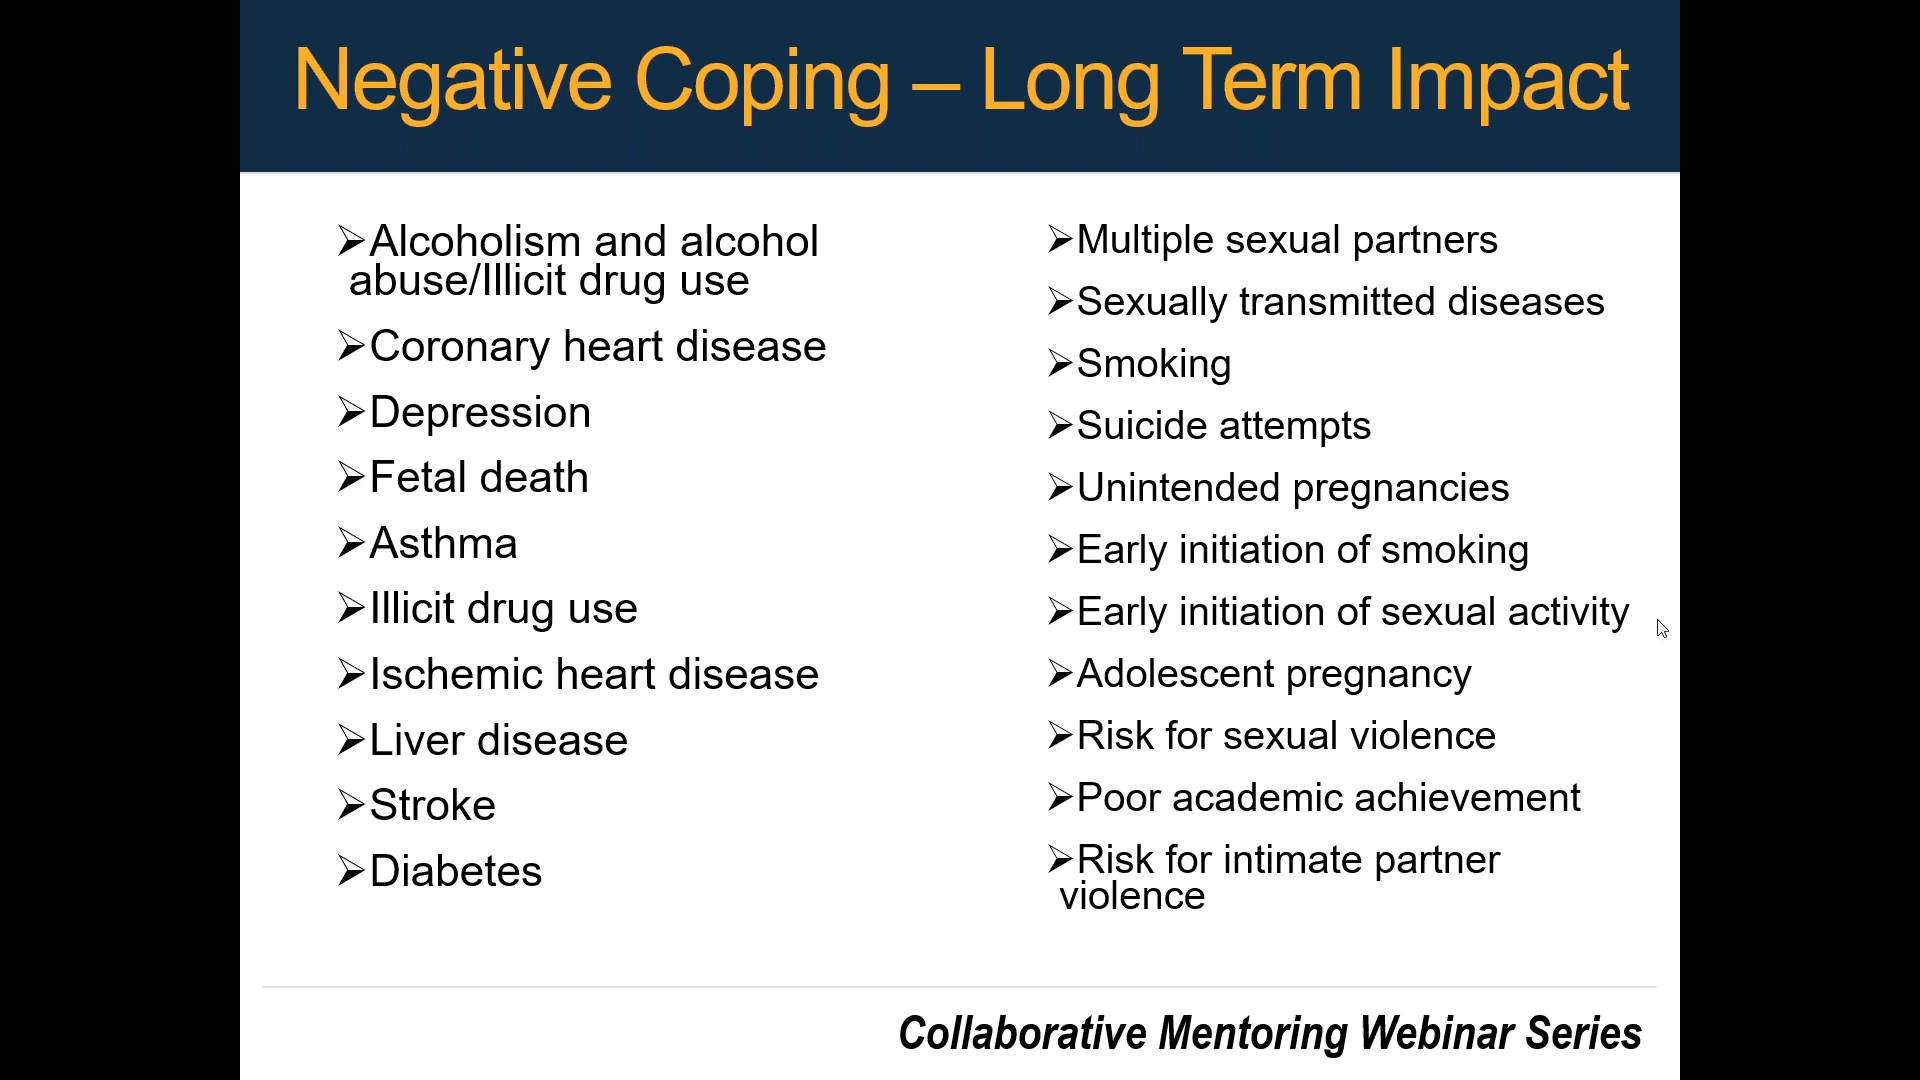 Negative Coping – Long Term Impact
➢Alcoholism and alcohol
abuse/Illicit drug use
➢Coronary heart disease
➢Depression
➢Fetal death
➢Asthma
➢Illicit drug use
➢Ischemic heart disease
➢Liver disease
➢Stroke
➢Diabetes
➢Multiple sexual partners
➢Sexually transmitted diseases
➢Smoking
➢Suicide attempts
➢Unintended pregnancies
➢Early initiation of smoking
➢Early initiation of sexual activity
➢Adolescent pregnancy
➢Risk for sexual violence
➢Poor academic achievement
➢Risk for intimate partner
violence
Collaborative Mentoring Webinar Series